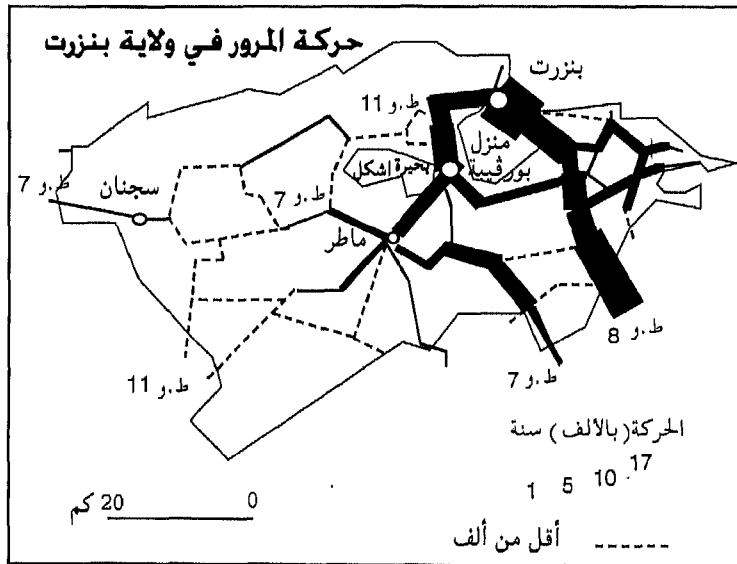 حركة المرور في ولاية بنزرت
بنزرت
ط.و 11
منزل
بورقيبة
بحيرة اشكل
سجنان
ط.و 7
ط.و 7
ماطر
ط.و 8
ط.و 7
ط.و 11
الحركة (بالألف) سنة
1 5 10 17
0 20 كم
أقل من ألف